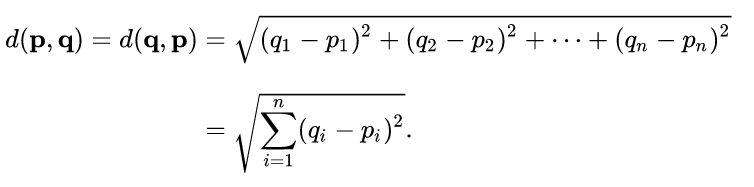 d(𝐩, 𝐪) = d(𝐪, 𝐩) = √((q₁ − p₁)² + (q₂ − p₂)² + ⋯ + (qₙ − pₙ)²)
= √(∑ᵢ₌₁ⁿ (qᵢ − pᵢ)²).